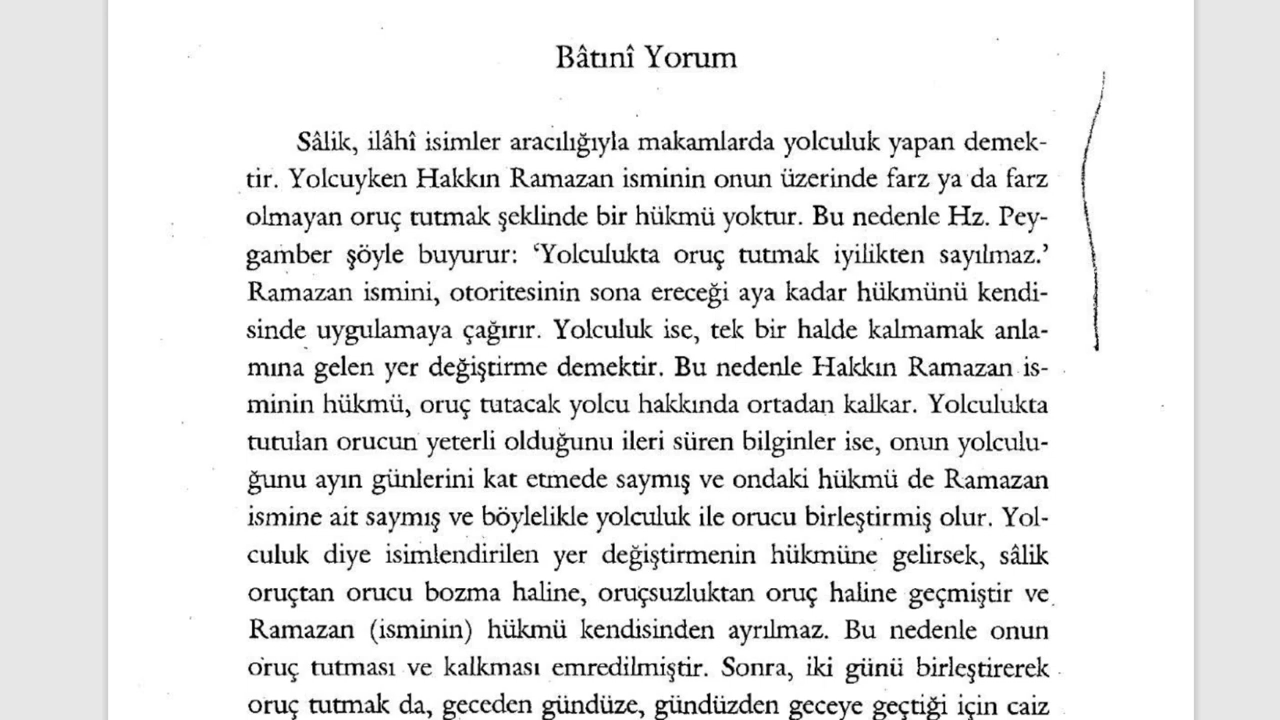 Bâtınî Yorum
Sâlik, ilâhî isimler aracılığıyla makamlarda yolculuk yapan demek-
tir. Yolcuyken Hakkın Ramazan isminin onun üzerinde farz ya da farz
olmayan oruç tutmak şeklinde bir hükmü yoktur. Bu nedenle Hz. Pey-
gamber şöyle buyurur: ‘Yolculukta oruç tutmak iyilikten sayılmaz.’
Ramazan ismini, otoritesinin sona ereceği aya kadar hükmünü kendi-
sinde uygulamaya çağırır. Yolculuk ise, tek bir halde kalmamak anla-
mına gelen yer değiştirme demektir. Bu nedenle Hakkın Ramazan is-
minin hükmü, oruç tutacak yolcu hakkında ortadan kalkar. Yolculukta
tutulan orucun yeterli olduğunu ileri süren bilginler ise, onun yolculu-
ğunu ayın günlerini kat etmede saymış ve ondaki hükmü de Ramazan
ismine ait saymış ve böylelikle yolculuk ile orucu birleştirmiş olur. Yol-
culuk diye isimlendirilen yer değiştirmenin hükmüne gelirsek, sâlik
oruçtan orucu bozma haline, oruçsuzluktan oruç haline geçmiştir ve
Ramazan (isminin) hükmü kendisinden ayrılmaz. Bu nedenle onun
oruç tutması ve kalkması emredilmiştir. Sonra, iki günü birleştirerek
oruç tutmak da, geceden gündüze, gündüzden geceye geçtiği için caiz